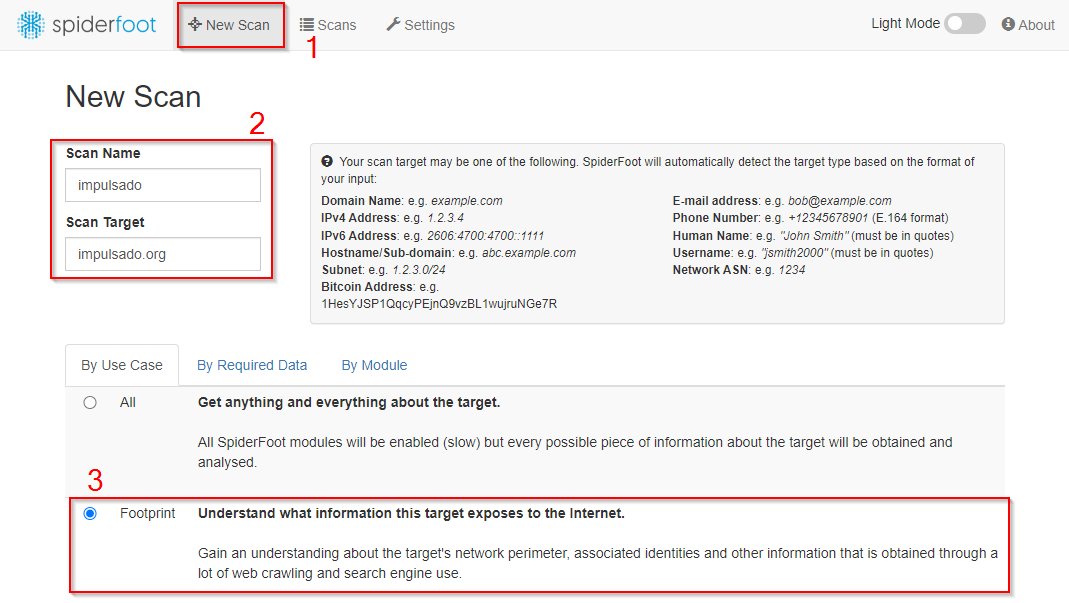 spiderfoot New Scan Scans Settings Light Mode About
1
New Scan
2
Scan Name
impulsado
Scan Target
impulsado.org
Your scan target may be one of the following. SpiderFoot will automatically detect the target type based on the format of
your input:
Domain Name: e.g. example.com
IPv4 Address: e.g. 1.2.3.4
IPv6 Address: e.g. 2606:4700:4700::1111
Hostname/Sub-domain: e.g. abc.example.com
Subnet: e.g. 1.2.3.0/24
Bitcoin Address: e.g.
1HesYJSP1QqcyPEjnQ9vzBL1wujruNGe7R
E-mail address: e.g. bob@example.com
Phone Number: e.g. +12345678901 (E.164 format)
Human Name: e.g. "John Smith" (must be in quotes)
Username: e.g. "jsmith2000" (must be in quotes)
Network ASN: e.g. 1234
By Use Case By Required Data By Module
All Get anything and everything about the target.
All SpiderFoot modules will be enabled (slow) but every possible piece of information about the target will be obtained and
analysed.
3
Footprint Understand what information this target exposes to the Internet.
Gain an understanding about the target's network perimeter, associated identities and other information that is obtained through a
lot of web crawling and search engine use.